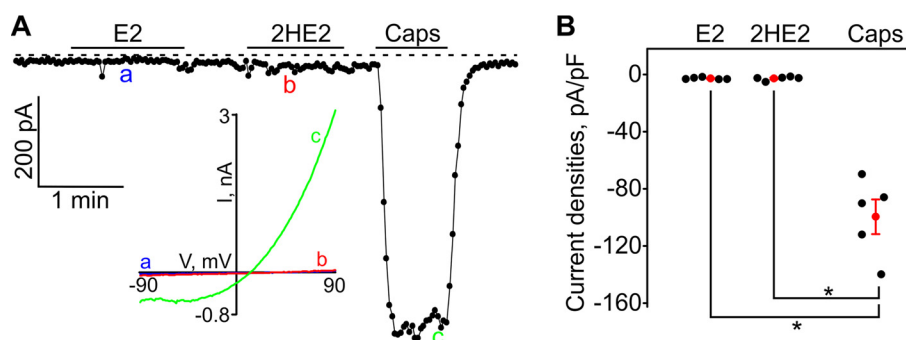 A
E2 2HE2 Caps
a
b
200 pA
1 min
3
I, nA
c
a
V, mV
b
-90
90
-0.8
c
B
E2 2HE2 Caps
Current densities, pA/pF
0
-40
-80
-120
-160
*
*